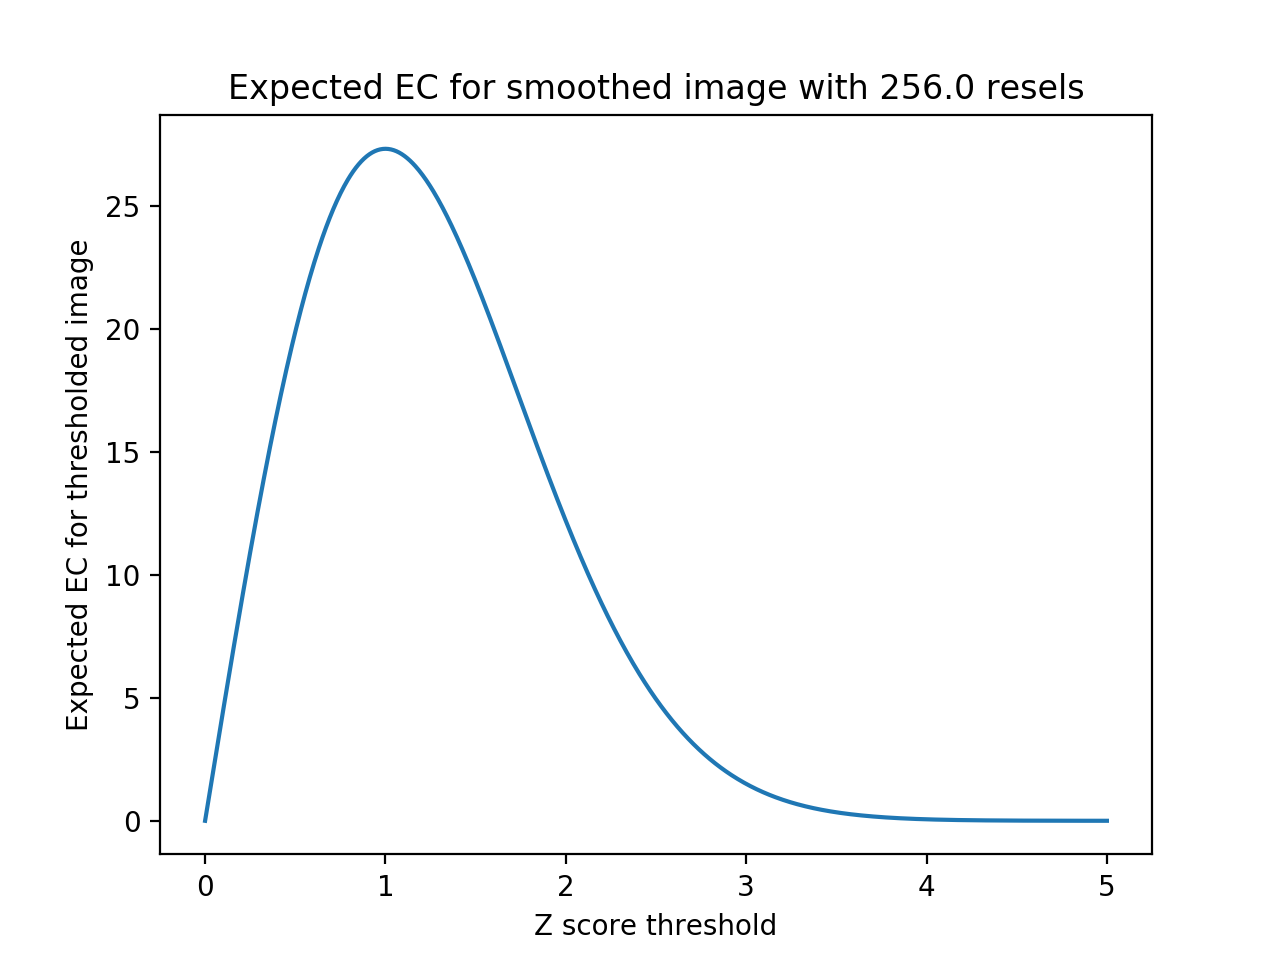 Expected EC for smoothed image with 256.0 resels
Expected EC for thresholded image
25
20
15
10
5
0
0 1 2 3 4 5
Z score threshold